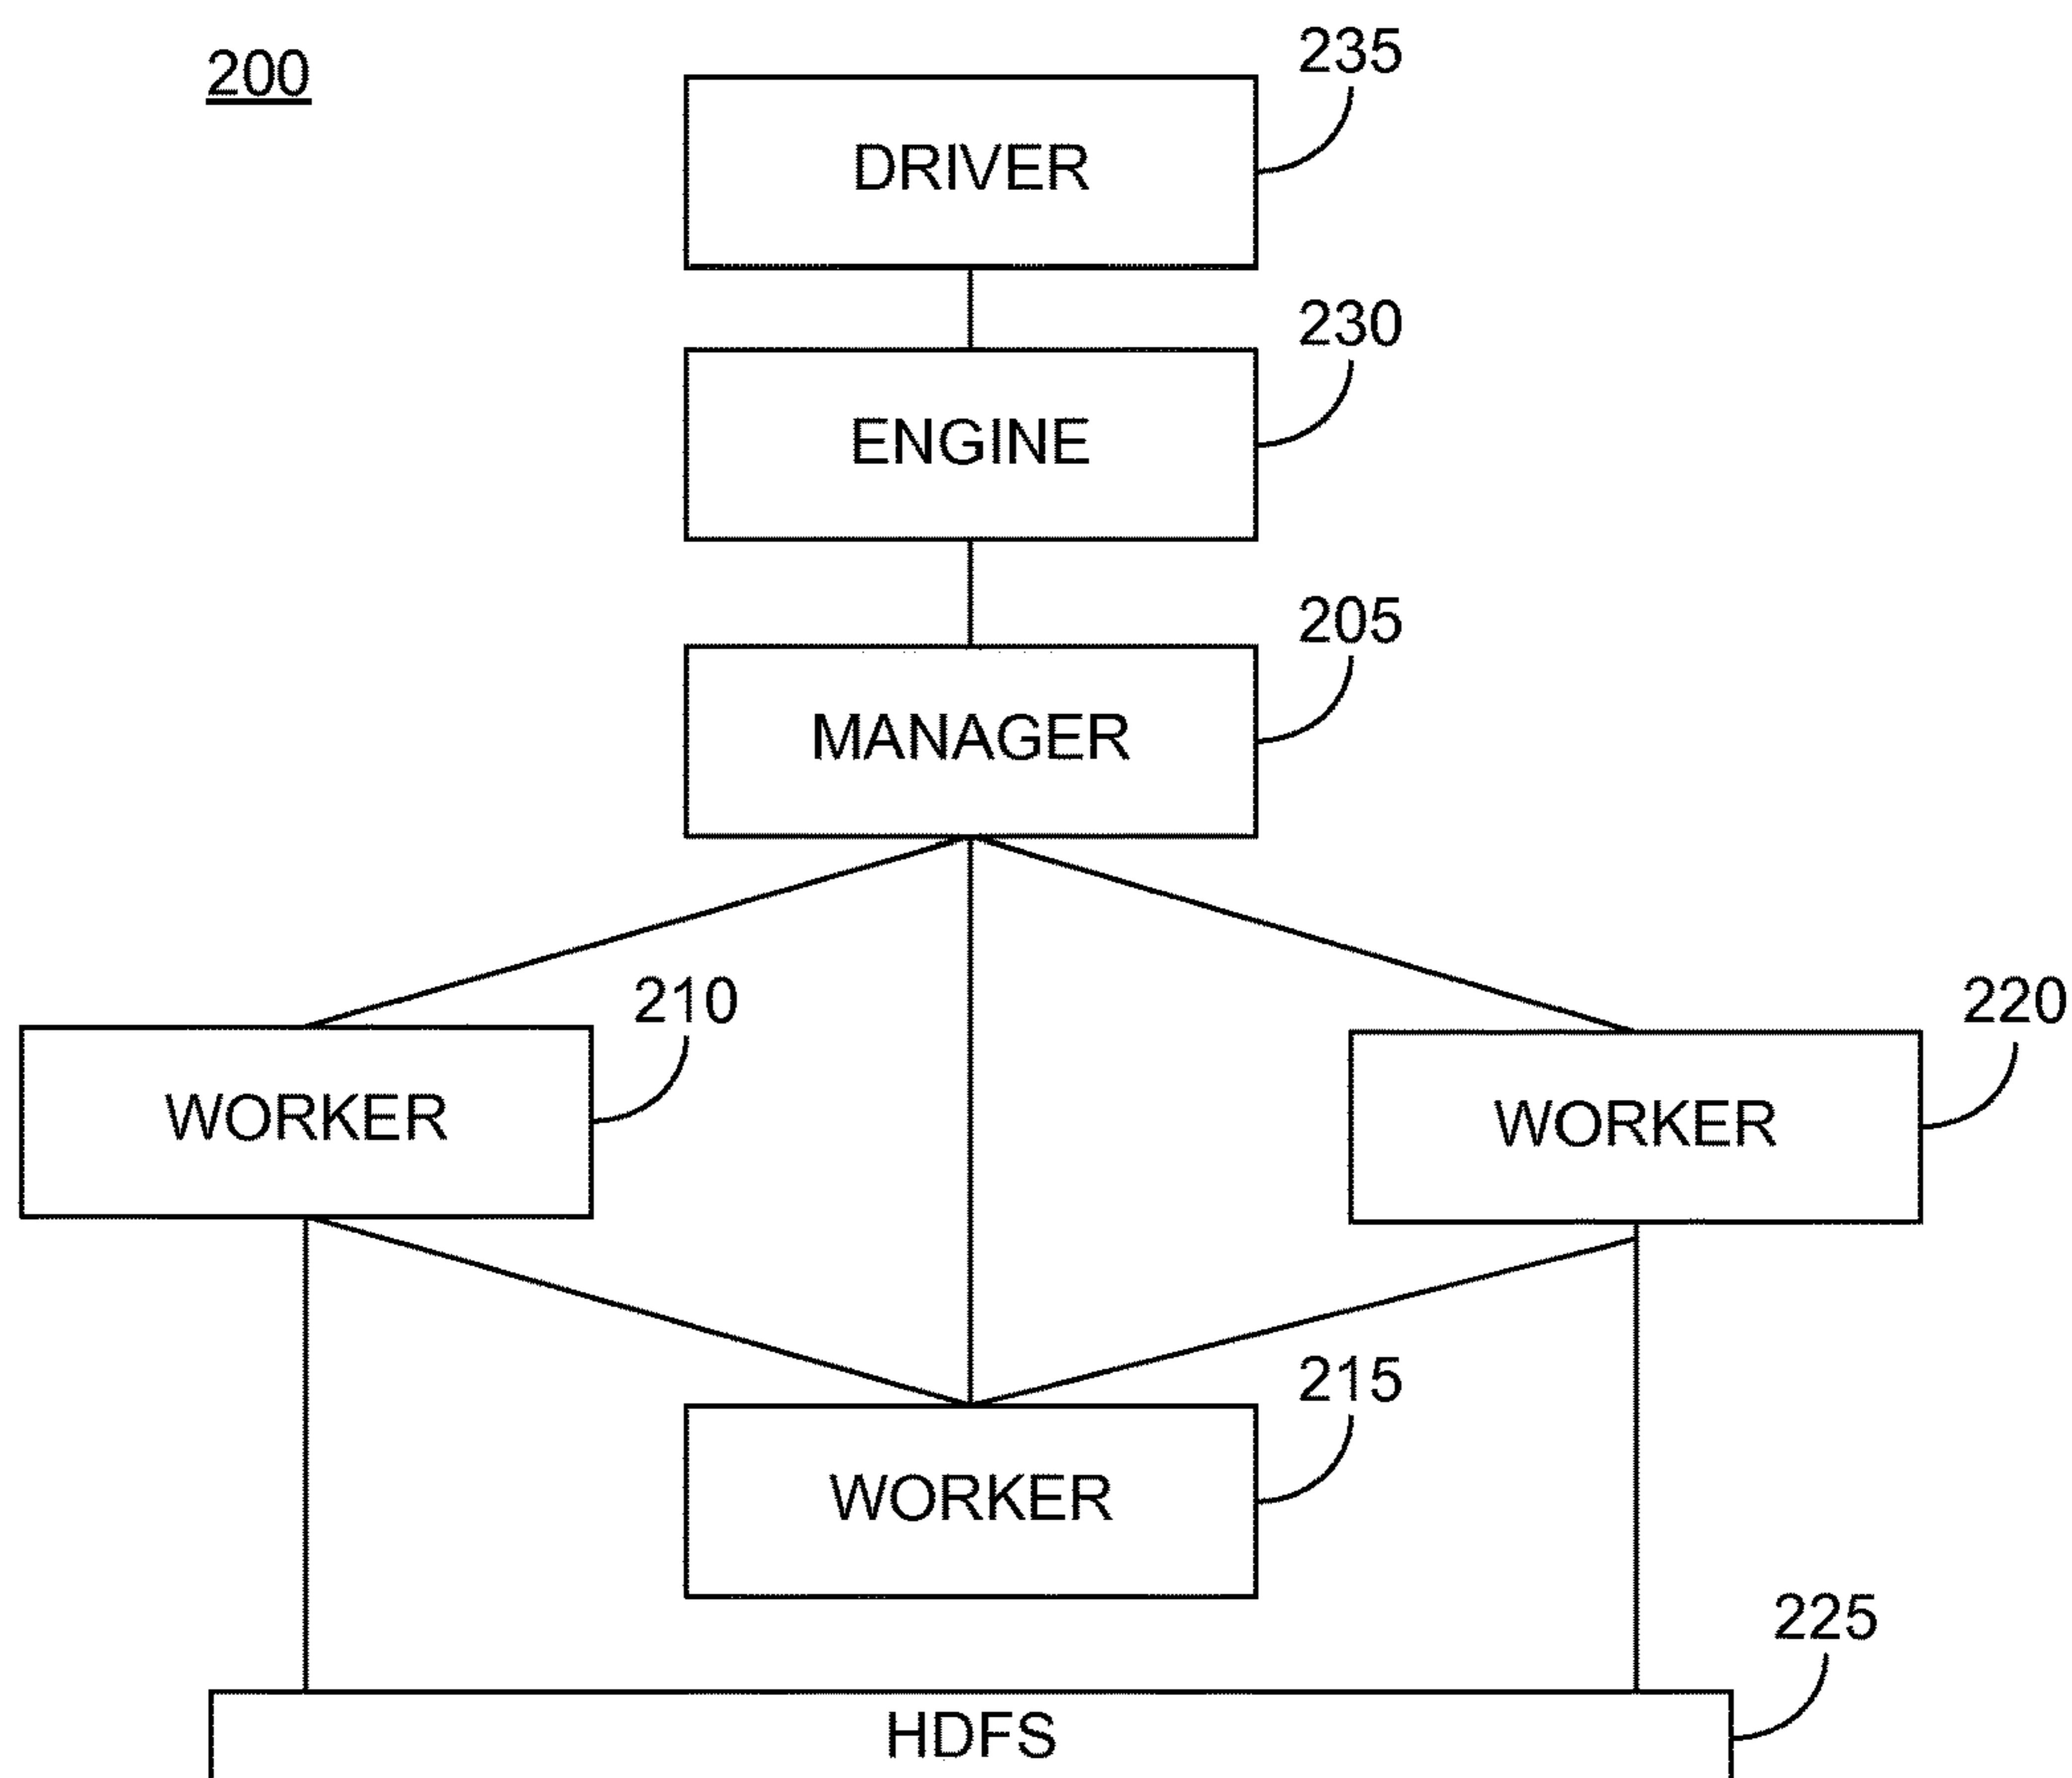 200
235
DRIVER
230
ENGINE
205
MANAGER
210
220
WORKER
WORKER
215
WORKER
225
HDFS